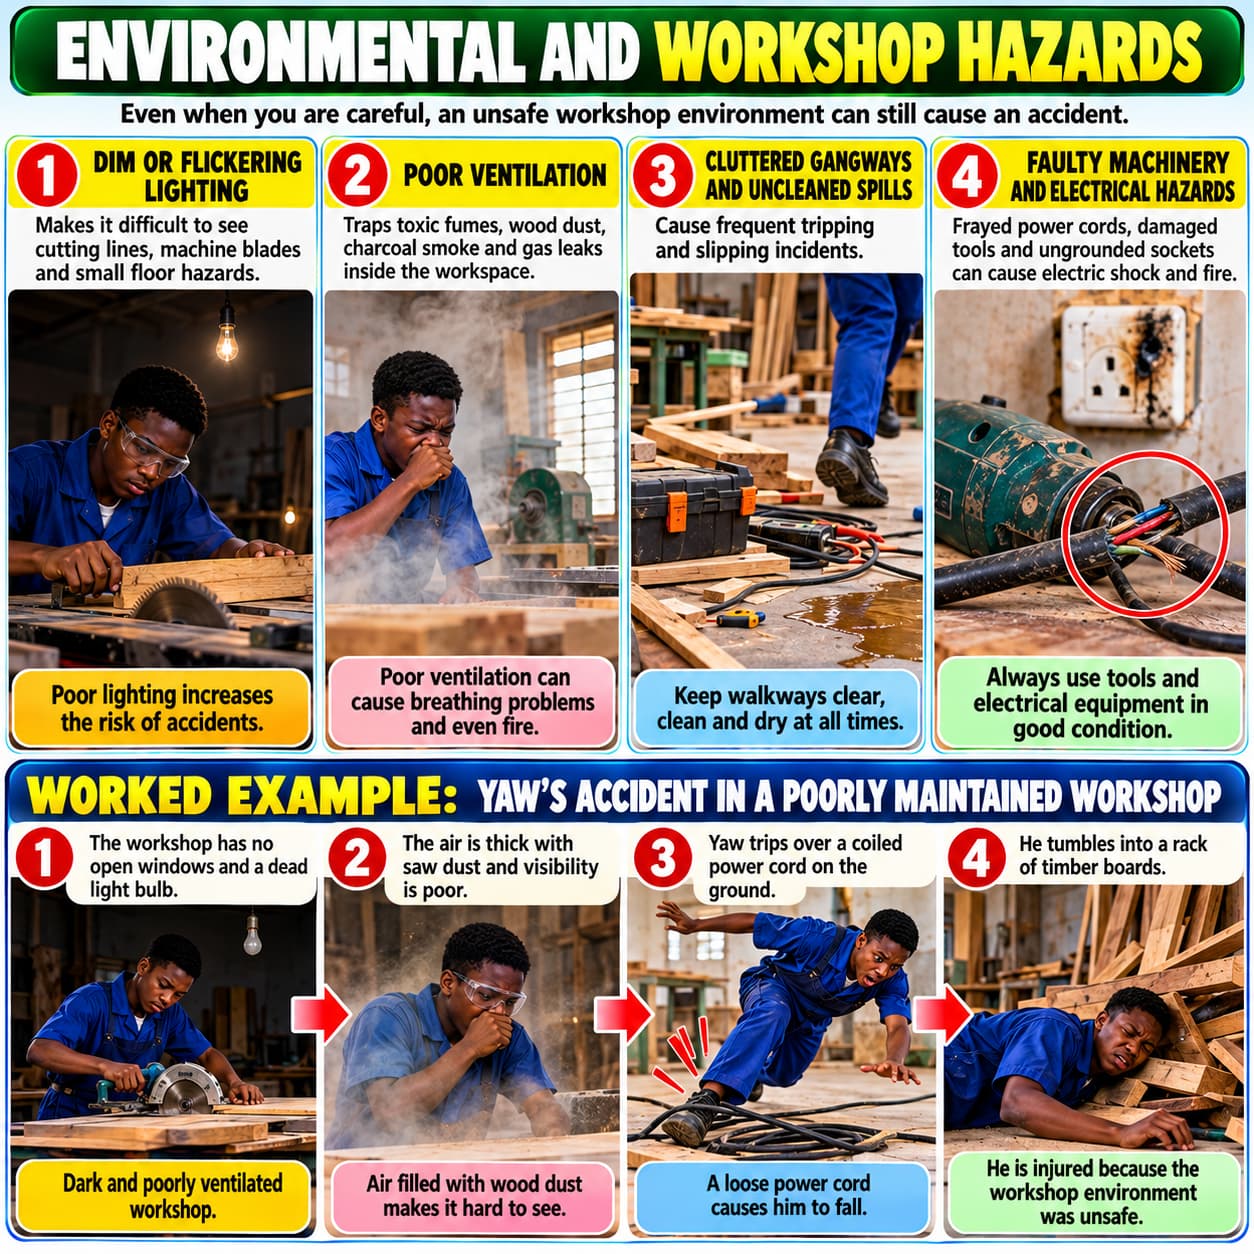 ENVIRONMENTAL AND WORKSHOP HAZARDS
Even when you are careful, an unsafe workshop environment can still cause an accident.
1
DIM OR FLICKERING
LIGHTING
Makes it difficult to see
cutting lines, machine blades
and small floor hazards.
Poor lighting increases
the risk of accidents.
2
POOR VENTILATION
Traps toxic fumes, wood dust,
charcoal smoke and gas leaks
inside the workspace.
Poor ventilation can
cause breathing problems
and even fire.
3
CLUTTERED GANGWAYS
AND UNCLEANED SPILLS
Cause frequent tripping
and slipping incidents.
Keep walkways clear,
clean and dry at all times.
4
FAULTY MACHINERY
AND ELECTRICAL HAZARDS
Frayed power cords, damaged
tools and ungrounded sockets
can cause electric shock and fire.
Always use tools and
electrical equipment in
good condition.
WORKED EXAMPLE: YAW'S ACCIDENT IN A POORLY MAINTAINED WORKSHOP
1
The workshop has no
open windows and a dead
light bulb.
Dark and poorly ventilated
workshop.
2
The air is thick with
saw dust and visibility
is poor.
Air filled with wood dust
makes it hard to see.
3
Yaw trips over a coiled
power cord on the
ground.
A loose power cord
causes him to fall.
4
He tumbles into a rack
of timber boards.
He is injured because the
workshop environment
was unsafe.